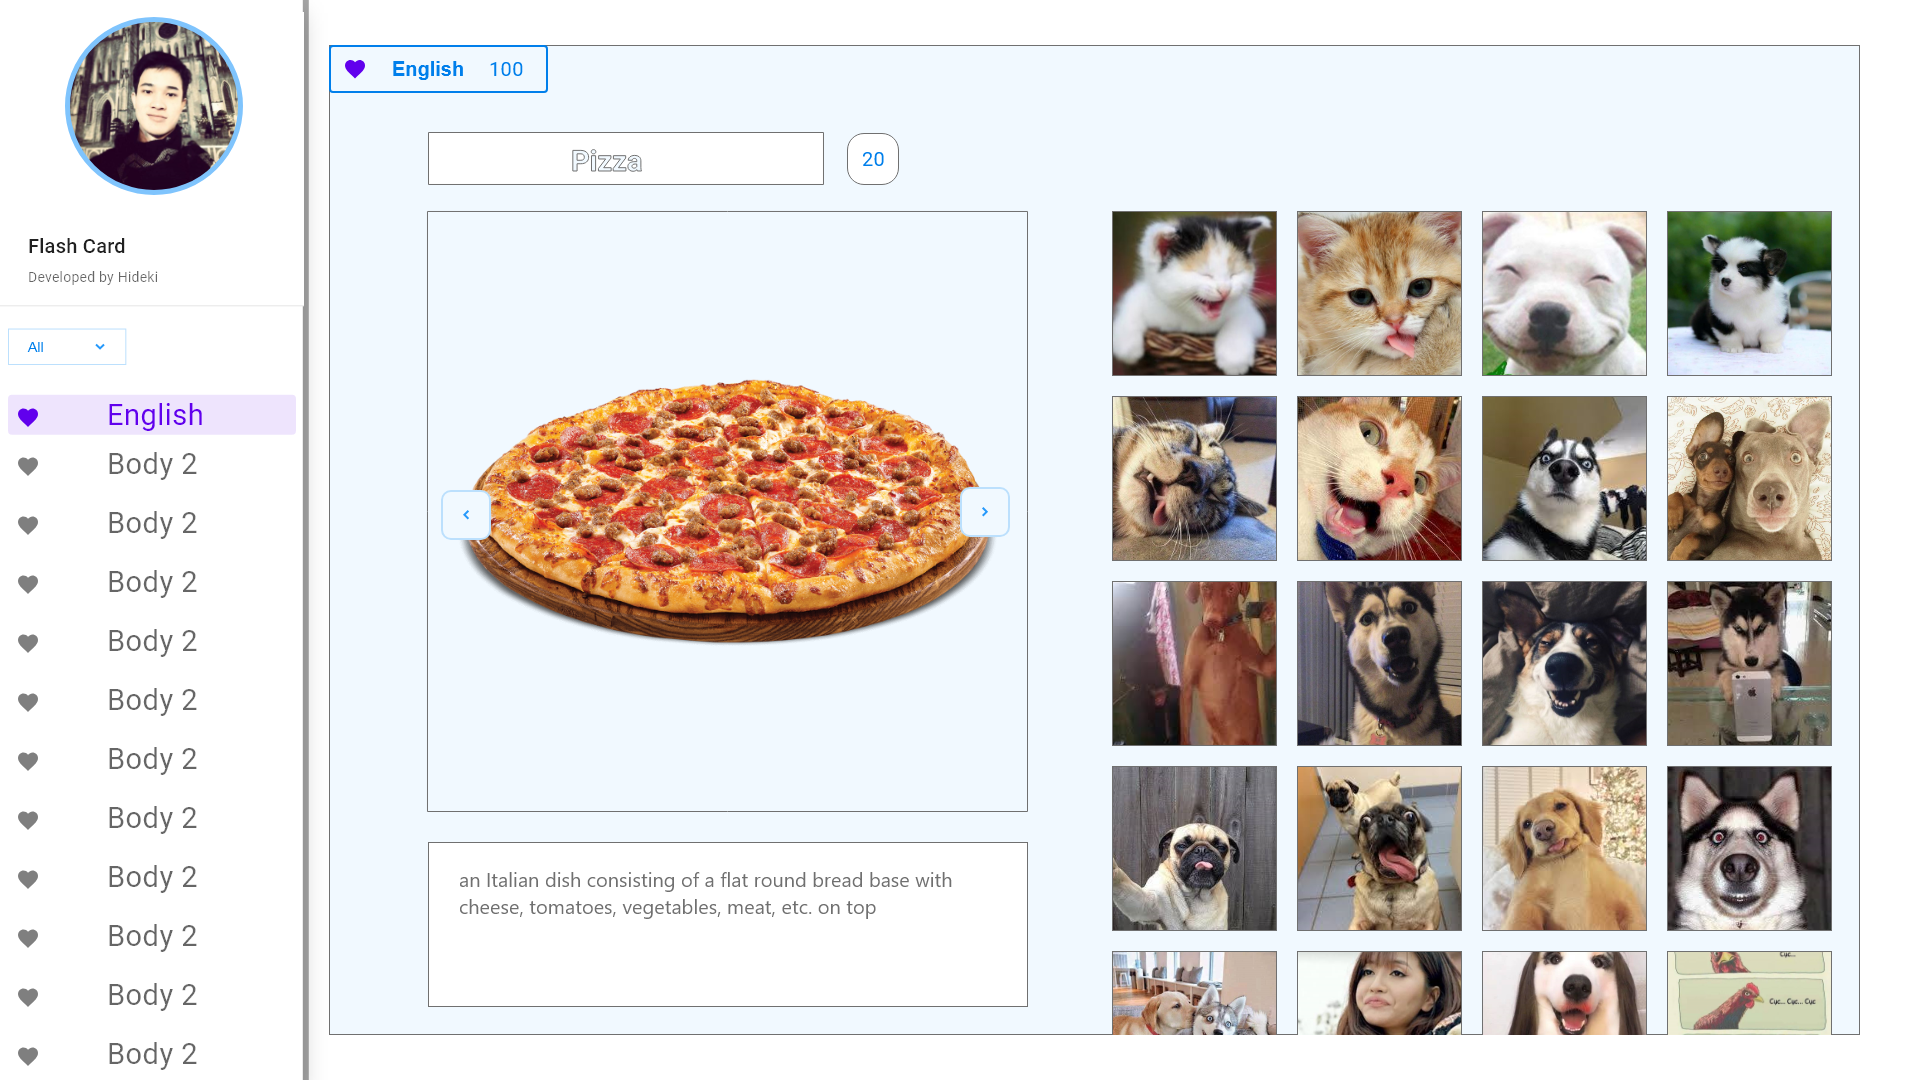 Flash Card
Developed by Hideki
All
English
Body 2
Body 2
Body 2
Body 2
Body 2
Body 2
Body 2
Body 2
Body 2
Body 2
Body 2
English 100
Pizza
20
an Italian dish consisting of a flat round bread base with
cheese, tomatoes, vegetables, meat, etc. on top
Cục...
Cục... Cục... Cục